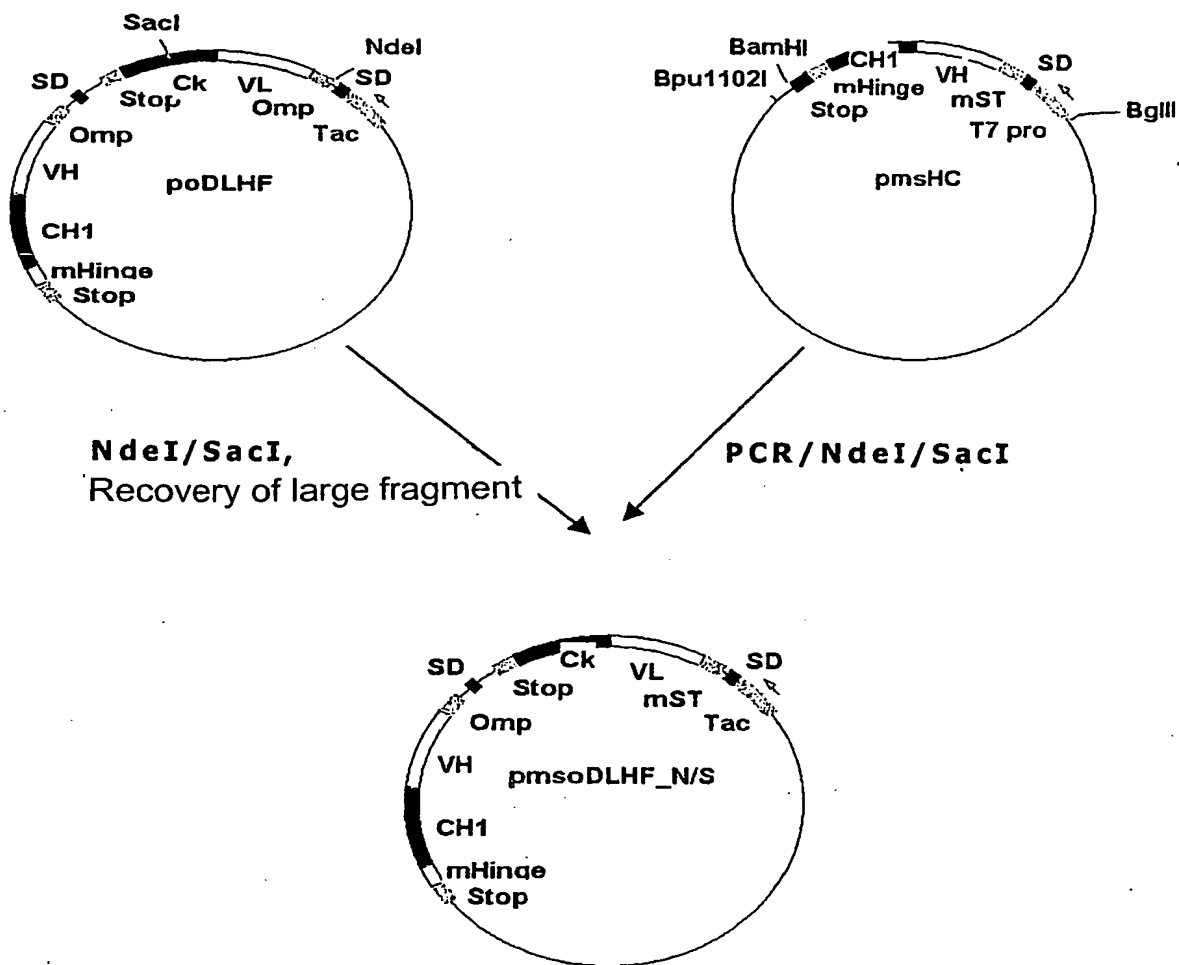 SacI
NdeI
SD
Stop
Ck
VL
Omp
SD
Tac
Omp
VH
CH1
mHinge
Stop
poDLHF
BamHI
Bpu1102I
Stop
CH1
mHinge
VH
mST
SD
T7 pro
BglII
pmsHC
NdeI/SacI,
Recovery of large fragment
PCR/NdeI/SacI
SD
Stop
Ck
VL
mST
SD
Tac
Omp
VH
CH1
mHinge
Stop
pmsoDLHF_N/S